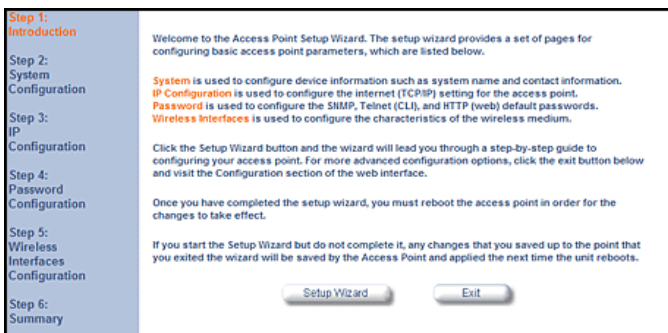 Step 1:
Introduction
Step 2:
System
Configuration
Step 3:
IP
Configuration
Step 4:
Password
Configuration
Step 5:
Wireless
Interfaces
Configuration
Step 6:
Summary
Welcome to the Access Point Setup Wizard. The setup wizard provides a set of pages for
configuring basic access point parameters, which are listed below.
System is used to configure device information such as system name and contact information.
IP Configuration is used to configure the internet (TCP/IP) setting for the access point.
Password is used to configure the SNMP, Telnet (CLI), and HTTP (web) default passwords.
Wireless Interfaces is used to configure the characteristics of the wireless medium.
Click the Setup Wizard button and the wizard will lead you through a step-by-step guide to
configuring your access point. For more advanced configuration options, click the exit button below
and visit the Configuration section of the web interface.
Once you have completed the setup wizard, you must reboot the access point in order for the
changes to take effect.
If you start the Setup Wizard but do not complete it, any changes that you saved up to the point that
you exited the wizard will be saved by the Access Point and applied the next time the unit reboots.
Setup Wizard
Exit